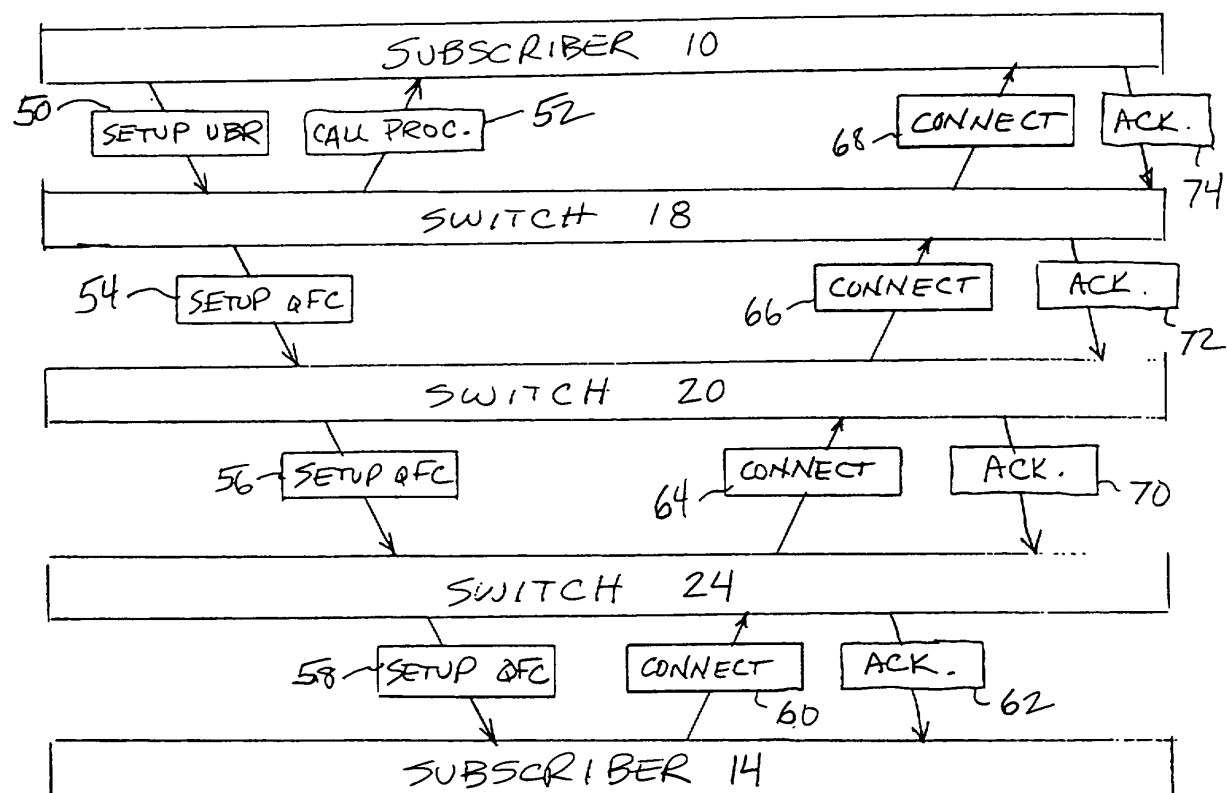 SUBSCRIBER 10
50 SETUP UBR CALL PROC. 52 68 CONNECT ACK. 74
SWITCH 18
54 SETUP QFC 66 CONNECT ACK. 72
SWITCH 20
56 SETUP QFC 64 CONNECT ACK. 70
SWITCH 24
58 SETUP QFC CONNECT 60 ACK. 62
SUBSCRIBER 14